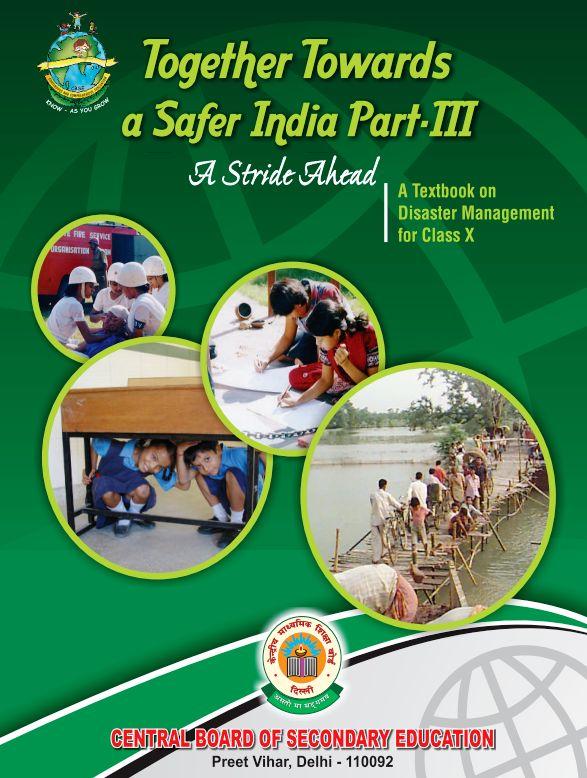 Together Towards
a Safer India Part-III
A Stride Ahead
A Textbook on
Disaster Management
for Class X
KNOW - AS YOU GROW
FIRE SERVICE
ORGANISATION
केन्द्रीय माध्यमिक शिक्षा बोर्ड
दिल्ली
असतो मा सद्गमय
CENTRAL BOARD OF SECONDARY EDUCATION
Preet Vihar, Delhi - 110092